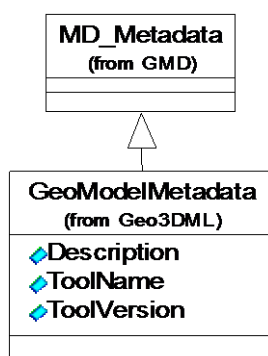 MD_Metadata
(from GMD)
GeoModelMetadata
(from Geo3DML)
Description
ToolName
ToolVersion